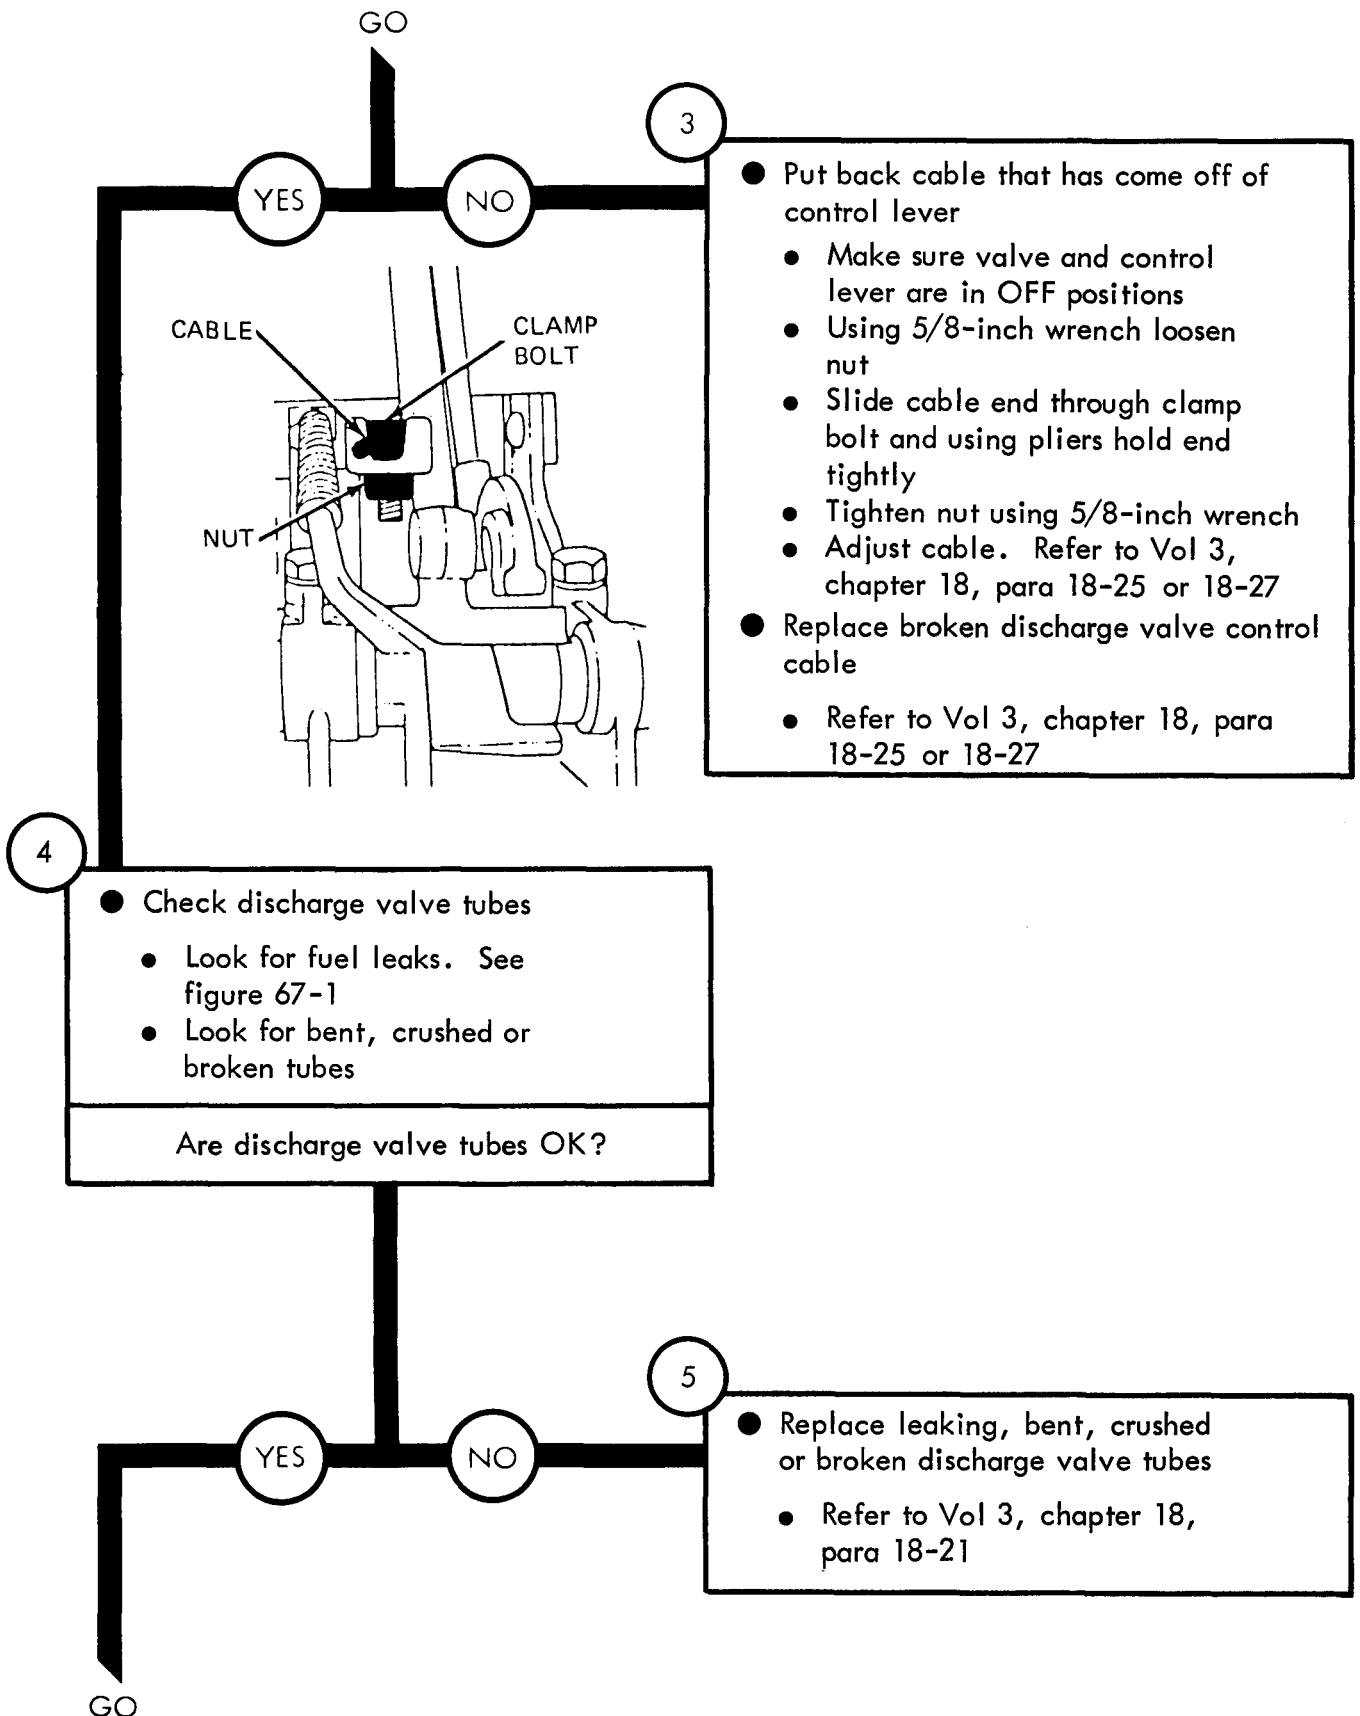 GO
YES
NO
3
● Put back cable that has come off of
control lever
● Make sure valve and control
lever are in OFF positions
● Using 5/8-inch wrench loosen
nut
● Slide cable end through clamp
bolt and using pliers hold end
tightly
● Tighten nut using 5/8-inch wrench
● Adjust cable. Refer to Vol 3,
chapter 18, para 18-25 or 18-27
● Replace broken discharge valve control
cable
● Refer to Vol 3, chapter 18, para
18-25 or 18-27
CABLE
CLAMP
BOLT
NUT
4
● Check discharge valve tubes
● Look for fuel leaks. See
figure 67-1
● Look for bent, crushed or
broken tubes
Are discharge valve tubes OK?
YES
NO
5
● Replace leaking, bent, crushed
or broken discharge valve tubes
● Refer to Vol 3, chapter 18,
para 18-21
GO